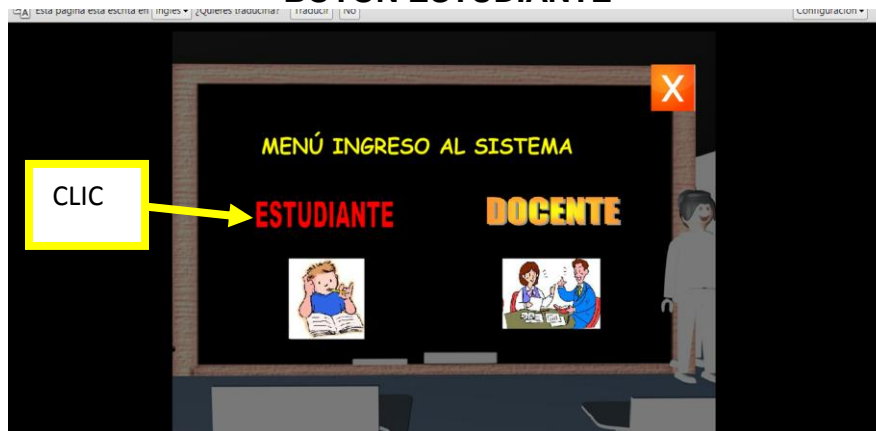 BOTÓN ESTUDIANTE
Esta página está escrita en Inglés ¿Quieres traducirla? Traducir No Configuración
X
MENÚ INGRESO AL SISTEMA
CLIC
ESTUDIANTE DOCENTE